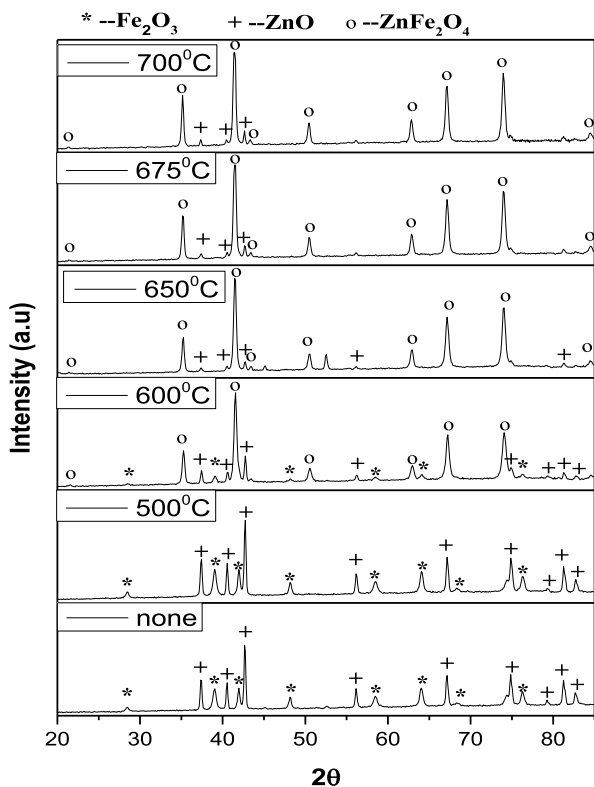 * --Fe₂O₃ + --ZnO o --ZnFe₂O₄
700⁰C
675⁰C
650⁰C
600⁰C
500⁰C
none
Intensity (a.u)
20 30 40 50 60 70 80
2θ